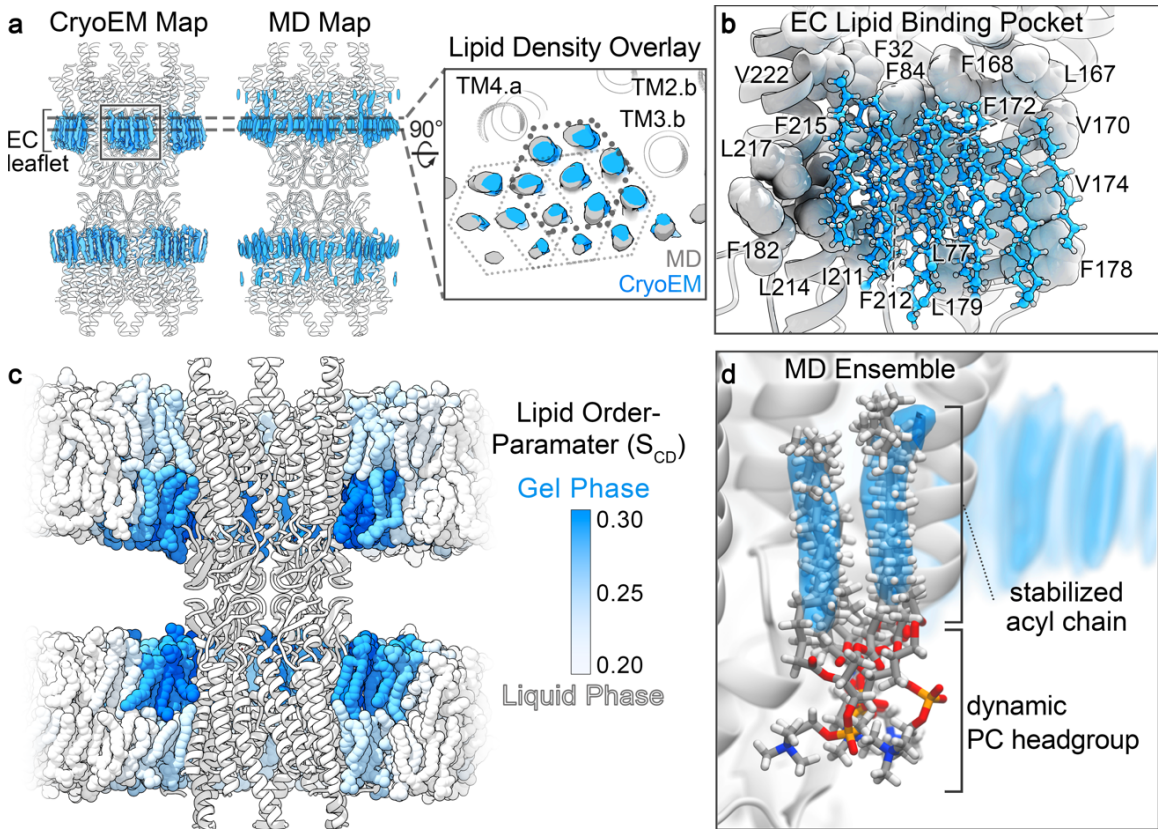 a
CryoEM Map
MD Map
EC
leaflet
90°
Lipid Density Overlay
TM4.a
TM2.b
TM3.b
MD
CryoEM
b
EC Lipid Binding Pocket
F32
F168
V222
F84
L167
F172
F215
V170
L217
V174
F182
L77
F178
L214
I211
F212
L179
c
Lipid Order-
Paramater (SCD)
Gel Phase
0.30
0.25
0.20
Liquid Phase
d
MD Ensemble
stabilized
acyl chain
dynamic
PC headgroup